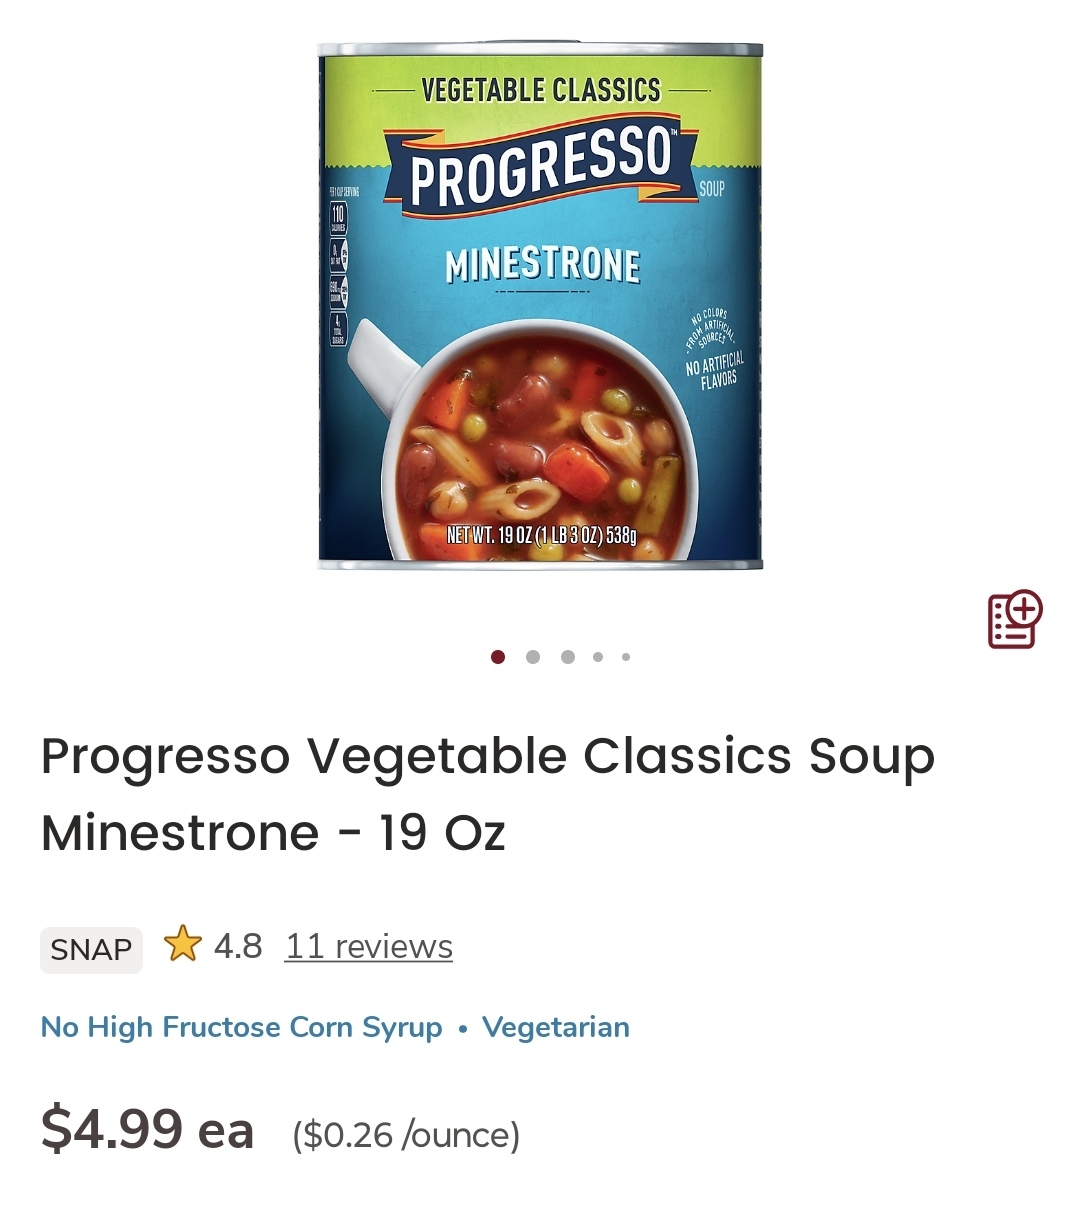 VEGETABLE CLASSICS
PROGRESSO™
SOUP
PER 1 CUP SERVING
110
CALORIES
MINESTRONE
NO COLORS
FROM ARTIFICIAL
SOURCES
NO ARTIFICIAL
FLAVORS
NET WT. 19 OZ (1 LB 3 OZ) 538g
Progresso Vegetable Classics Soup
Minestrone - 19 Oz
SNAP 4.8 11 reviews
No High Fructose Corn Syrup • Vegetarian
$4.99 ea ($0.26 /ounce)